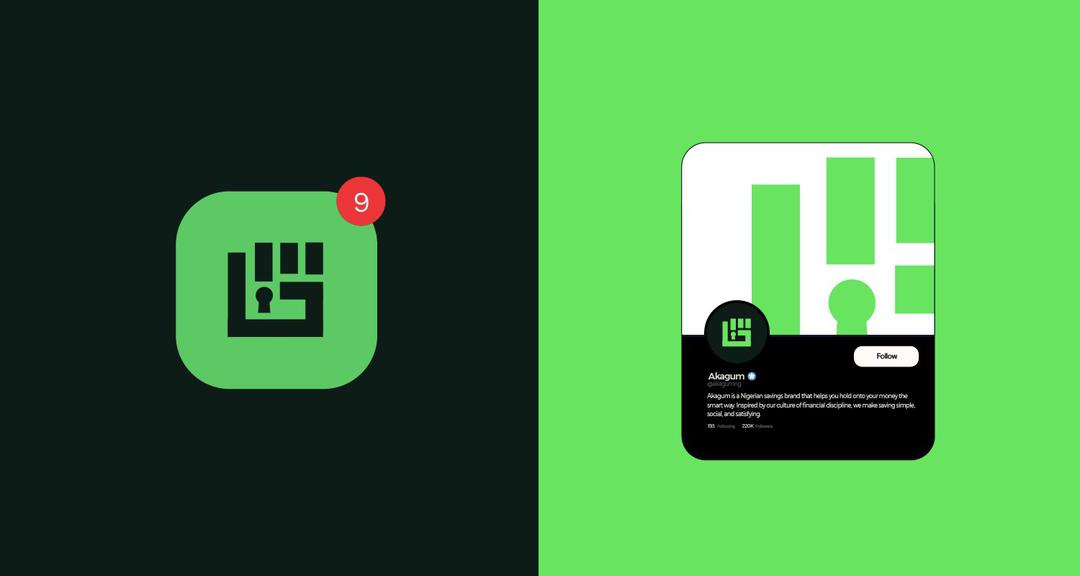 9
Follow
Akagum
@akagumng
Akagum is a Nigerian savings brand that helps you hold onto your money the
smart way. Inspired by our culture of financial discipline, we make saving simple,
social, and satisfying.
193 Following 220K Followers